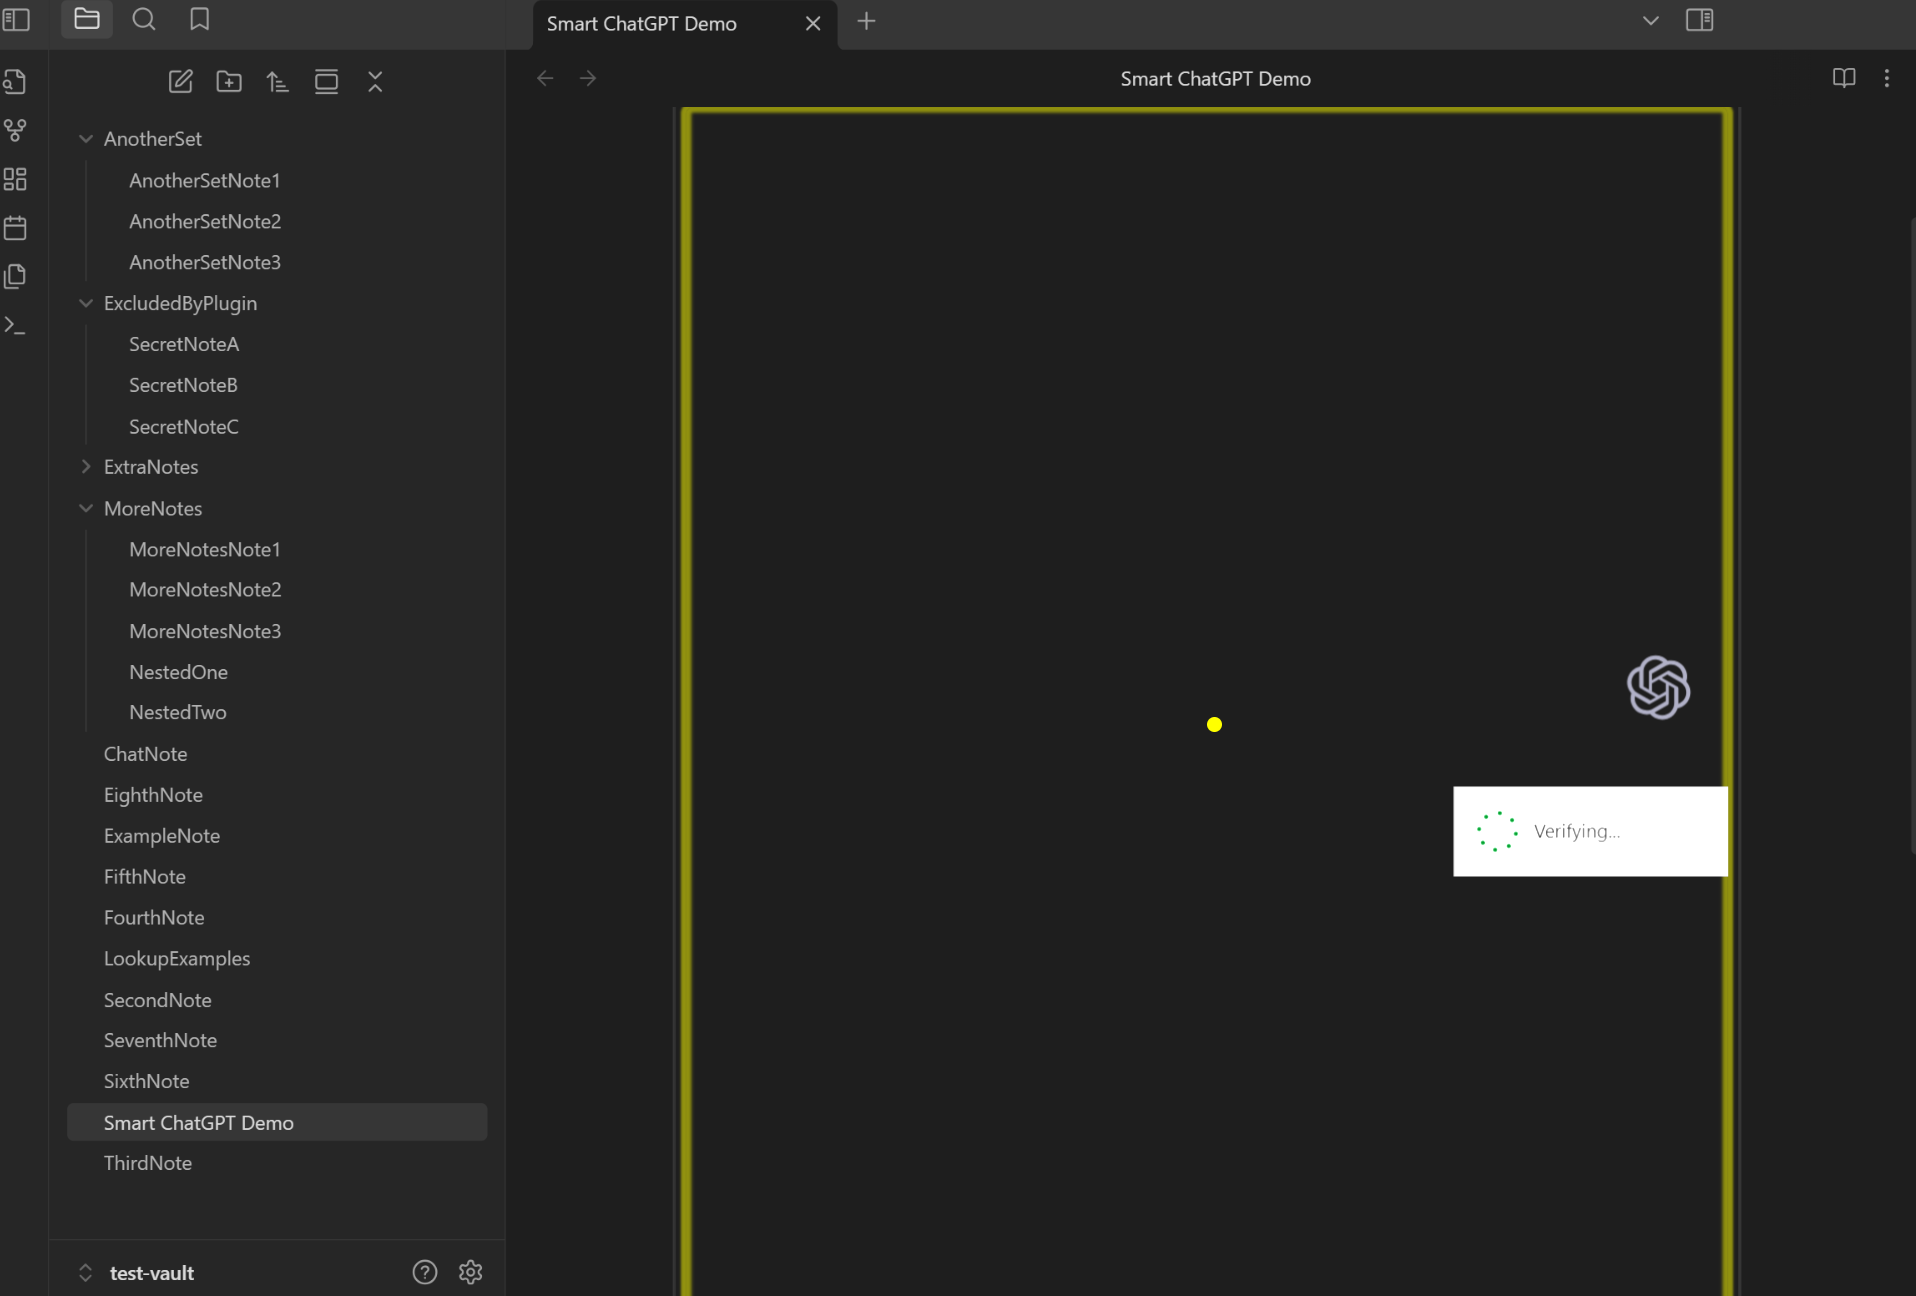 Smart ChatGPT Demo
Smart ChatGPT Demo
AnotherSet
AnotherSetNote1
AnotherSetNote2
AnotherSetNote3
ExcludedByPlugin
SecretNoteA
SecretNoteB
SecretNoteC
ExtraNotes
MoreNotes
MoreNotesNote1
MoreNotesNote2
MoreNotesNote3
NestedOne
NestedTwo
ChatNote
EighthNote
ExampleNote
FifthNote
FourthNote
LookupExamples
SecondNote
SeventhNote
SixthNote
Smart ChatGPT Demo
ThirdNote
test-vault
Verifying...